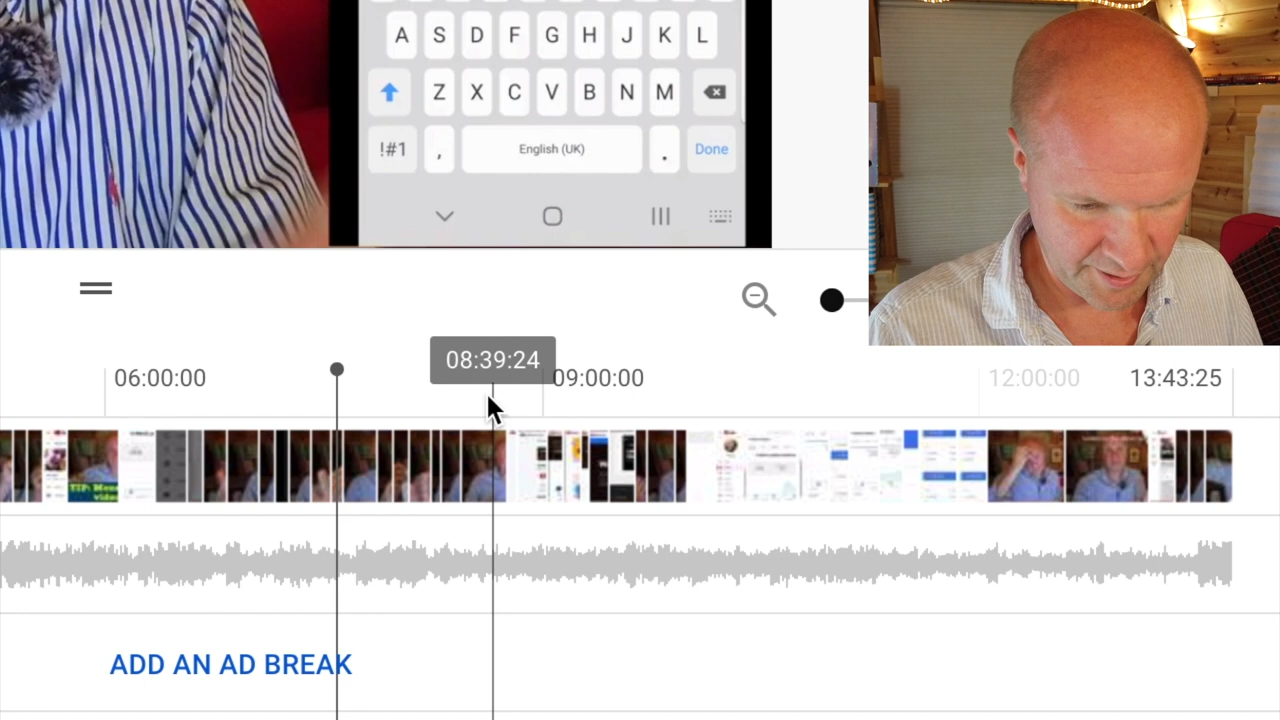 A S D F G H J K L
Z X C V B N M
!#1 , English (UK) . Done
08:39:24
06:00:00 09:00:00 12:00:00 13:43:25
ADD AN AD BREAK